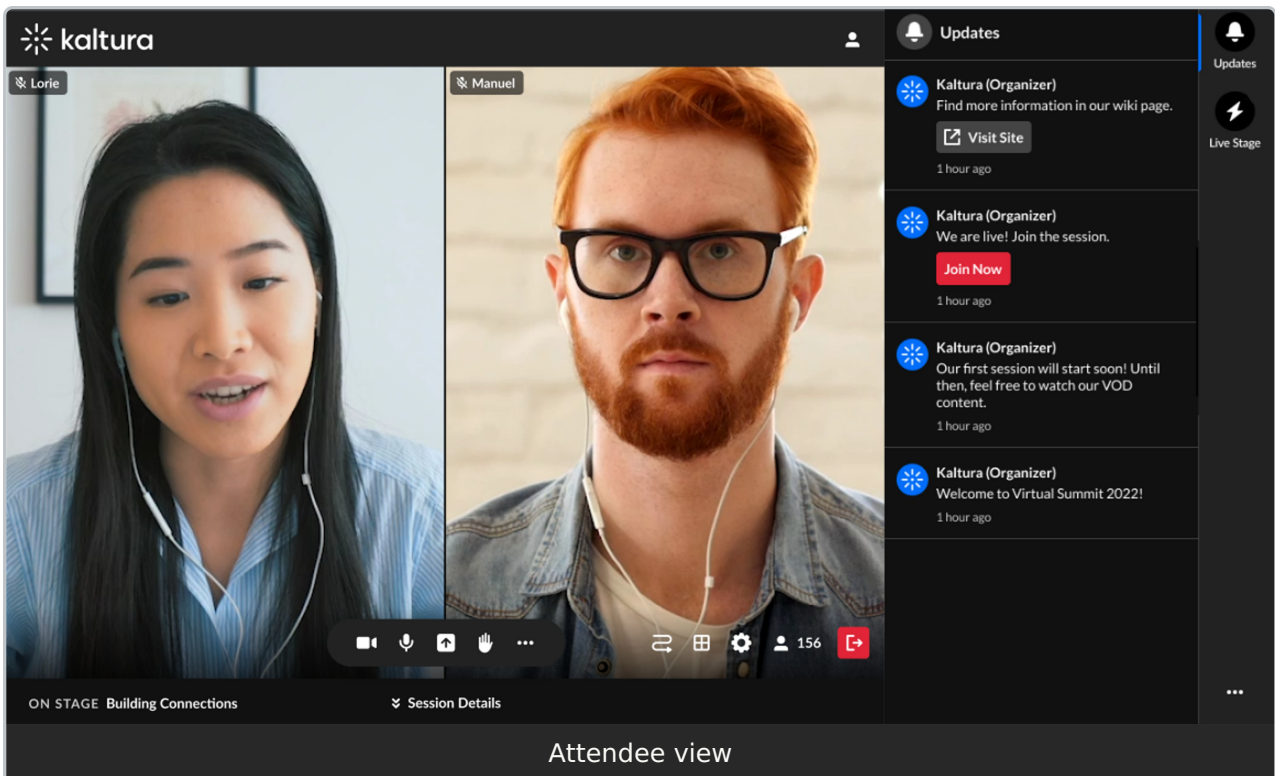 kaltura
Lorie
Manuel
156
ON STAGE Building Connections
Session Details
Updates
Kaltura (Organizer)
Find more information in our wiki page.
Visit Site
1 hour ago
Kaltura (Organizer)
We are live! Join the session.
Join Now
1 hour ago
Kaltura (Organizer)
Our first session will start soon! Until
then, feel free to watch our VOD
content.
1 hour ago
Kaltura (Organizer)
Welcome to Virtual Summit 2022!
1 hour ago
Updates
Live Stage
Attendee view